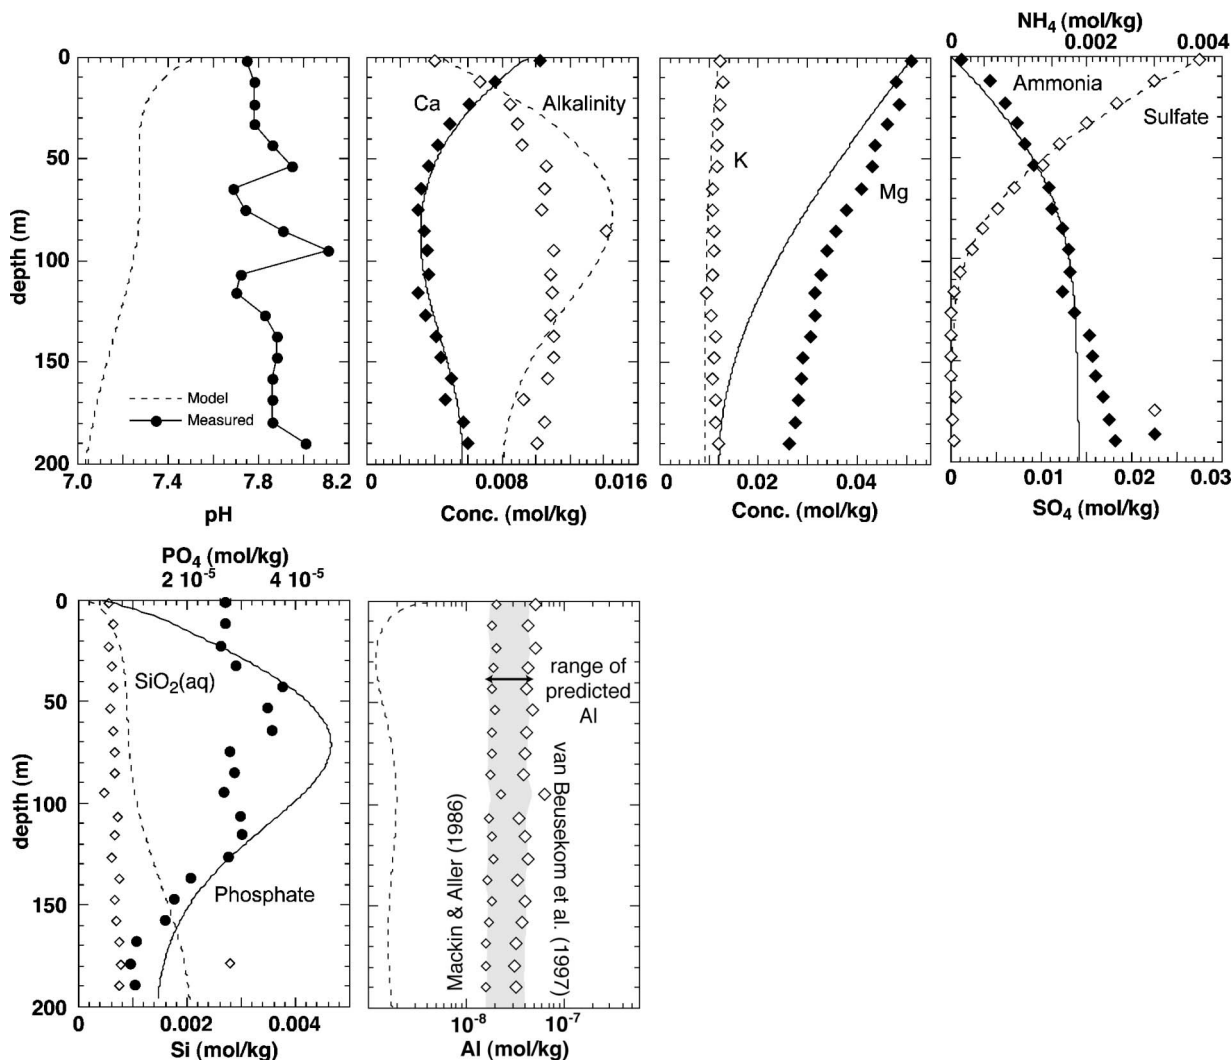 NH₄ (mol/kg)
0 0.002 0.004
0
50
100
150
200
depth (m)
Model
Measured
7.0 7.4 7.8 8.2
pH
Ca
Alkalinity
0 0.008 0.016
Conc. (mol/kg)
K
Mg
0 0.02 0.04
Conc. (mol/kg)
Ammonia
Sulfate
0 0.01 0.02 0.03
SO₄ (mol/kg)
PO₄ (mol/kg)
2 10⁻⁵ 4 10⁻⁵
0
50
100
150
200
depth (m)
SiO₂(aq)
Phosphate
0 0.002 0.004
Si (mol/kg)
range of
predicted
Al
Mackin & Aller (1986)
van Beusekom et al. (1997)
10⁻⁸ 10⁻⁷
Al (mol/kg)